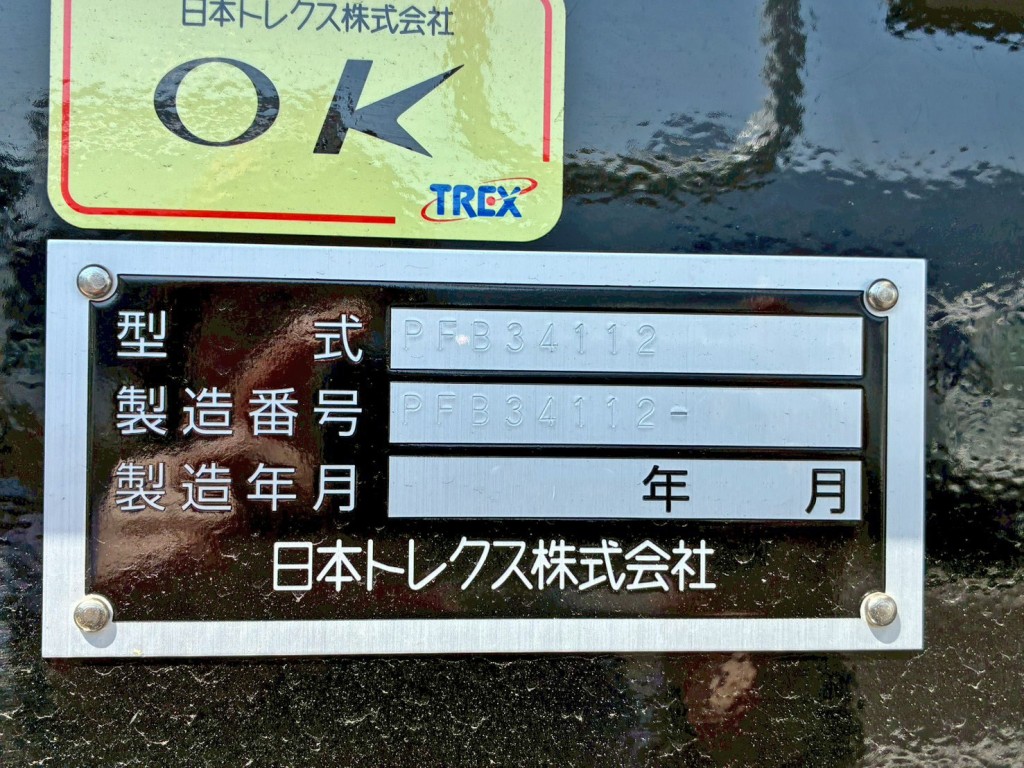 日本トレクス株式会社
OK
TREX
型 式 PFB34112
製造番号 PFB34112-
製造年月 年 月
日本トレクス株式会社